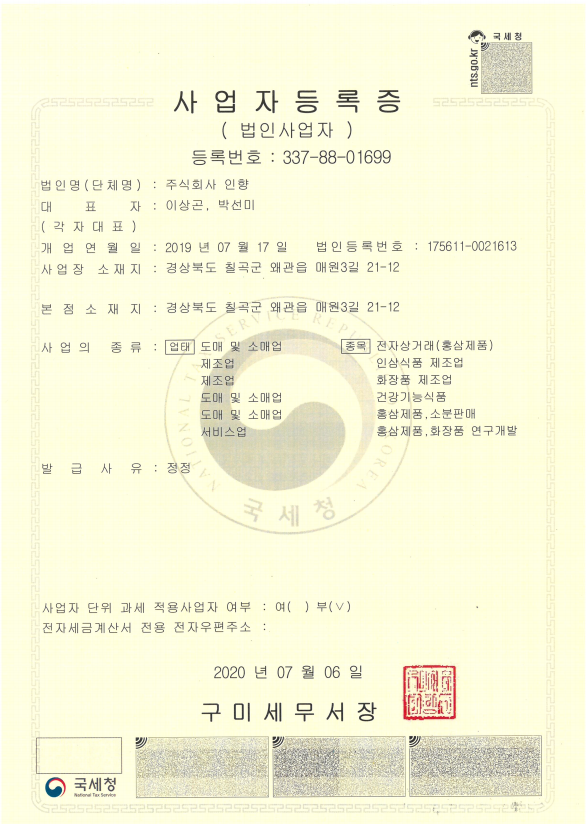 국세청
nts.go.kr
사업자등록증
( 법인사업자 )
등록번호 : 337-88-01699
법인명(단체명) : 주식회사 인향
대 표 자 : 이상곤, 박선미
(각자대표)
개업연월일 : 2019 년 07 월 17 일 법인등록번호 : 175611-0021613
사업장 소재지 : 경상북도 칠곡군 왜관읍 매원3길 21-12
본점소재지 : 경상북도 칠곡군 왜관읍 매원3길 21-12
사업의 종류 : 업태 도매 및 소매업 종목 전자상거래(홍삼제품)
제조업 인삼식품 제조업
제조업 화장품 제조업
도매 및 소매업 건강기능식품
도매 및 소매업 홍삼제품,소분판매
서비스업 홍삼제품,화장품 연구개발
발급사유 : 정정
국세청
사업자 단위 과세 적용사업자 여부 : 여( ) 부(∨)
전자세금계산서 전용 전자우편주소 :
2020 년 07 월 06 일
구미세무서장
국세청
National Tax Service